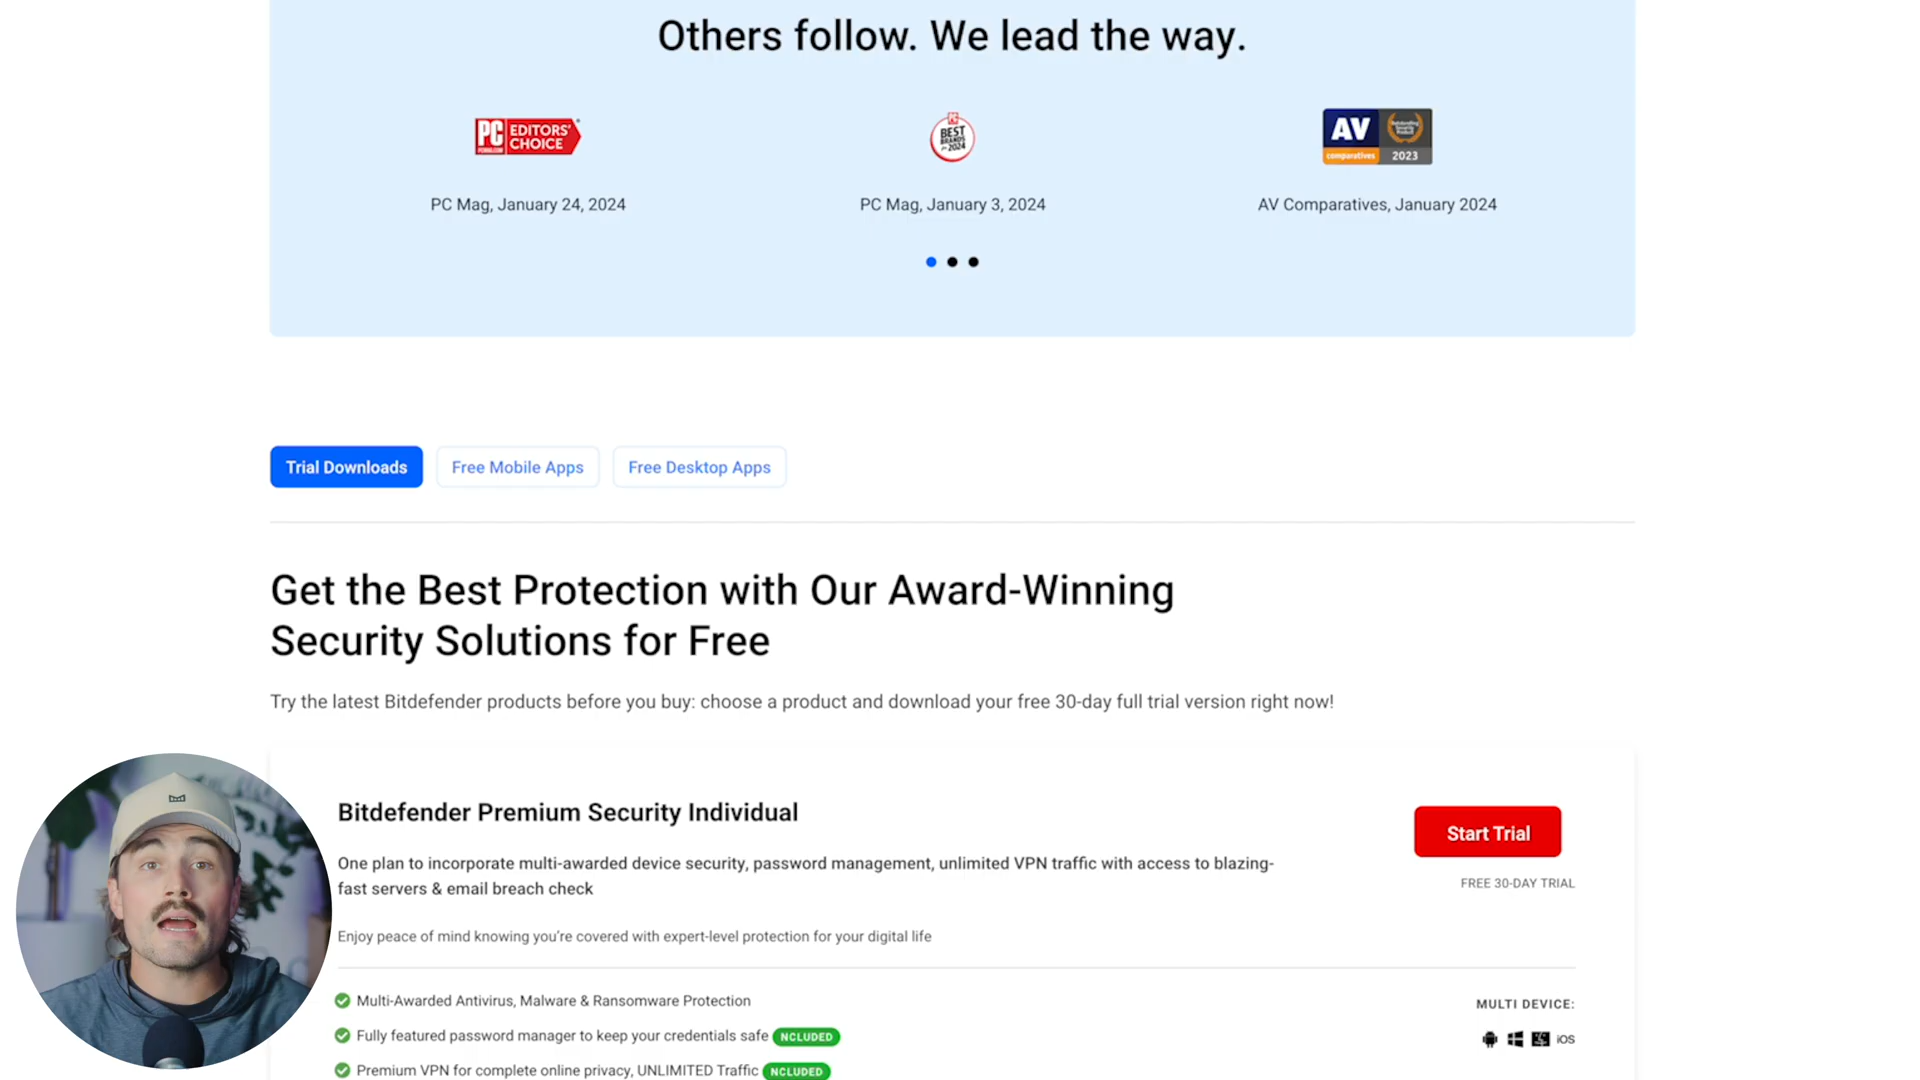 Others follow. We lead the way.
PC EDITORS' CHOICE
BEST BRANDS for 2024
AV comparatives 2023
PC Mag, January 24, 2024
PC Mag, January 3, 2024
AV Comparatives, January 2024
Trial Downloads
Free Mobile Apps
Free Desktop Apps
Get the Best Protection with Our Award-Winning
Security Solutions for Free
Try the latest Bitdefender products before you buy: choose a product and download your free 30-day full trial version right now!
Bitdefender Premium Security Individual
Start Trial
One plan to incorporate multi-awarded device security, password management, unlimited VPN traffic with access to blazing-
fast servers & email breach check
FREE 30-DAY TRIAL
Enjoy peace of mind knowing you're covered with expert-level protection for your digital life
Multi-Awarded Antivirus, Malware & Ransomware Protection
MULTI DEVICE:
Fully featured password manager to keep your credentials safe NCLUDED
iOS
Premium VPN for complete online privacy, UNLIMITED Traffic NCLUDED